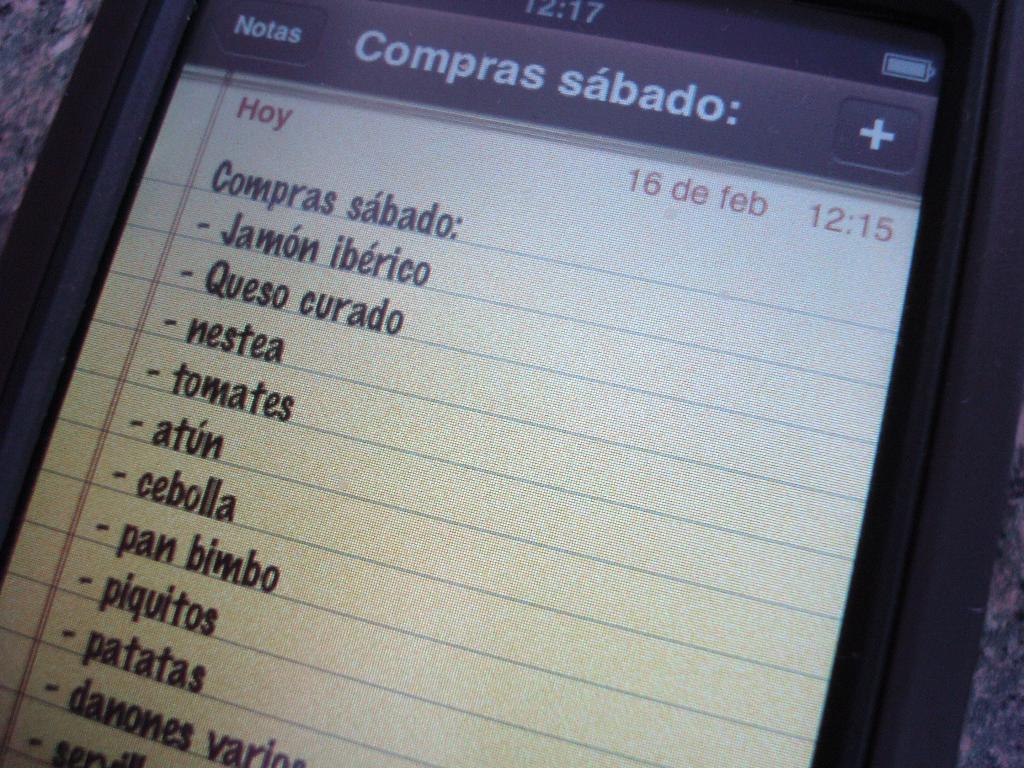 12:17
Notas
Compras sábado:
+
Hoy
16 de feb 12:15
Compras sábado:
- Jamón ibérico
- Queso curado
- nestea
- tomates
- atún
- cebolla
- pan bimbo
- piquitos
- patatas
- danones varios